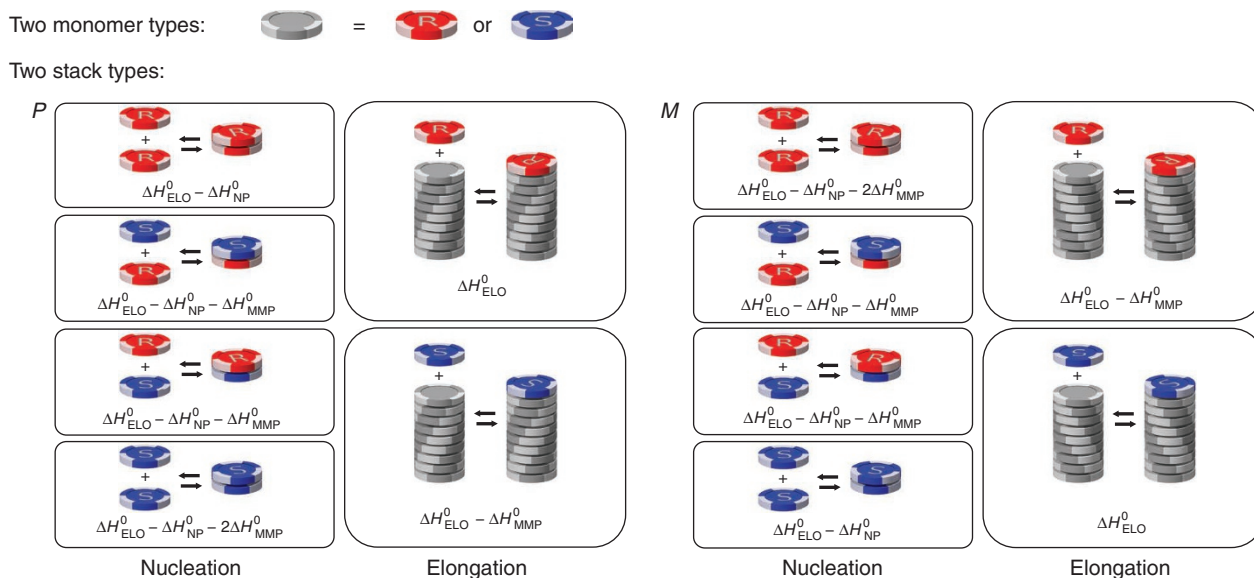 Two monomer types: = R or S
Two stack types:
P
R
+
R
R
ΔH⁰ELO – ΔH⁰NP
S
+
R
S
ΔH⁰ELO – ΔH⁰NP – ΔH⁰MMP
R
+
S
R
ΔH⁰ELO – ΔH⁰NP – ΔH⁰MMP
S
+
S
S
ΔH⁰ELO – ΔH⁰NP – 2ΔH⁰MMP
Nucleation
R
+
R
ΔH⁰ELO
S
+
S
ΔH⁰ELO – ΔH⁰MMP
Elongation
M
R
+
R
R
ΔH⁰ELO – ΔH⁰NP – 2ΔH⁰MMP
S
+
R
S
ΔH⁰ELO – ΔH⁰NP – ΔH⁰MMP
R
+
S
R
ΔH⁰ELO – ΔH⁰NP – ΔH⁰MMP
S
+
S
S
ΔH⁰ELO – ΔH⁰NP
Nucleation
R
+
R
ΔH⁰ELO – ΔH⁰MMP
S
+
S
ΔH⁰ELO
Elongation